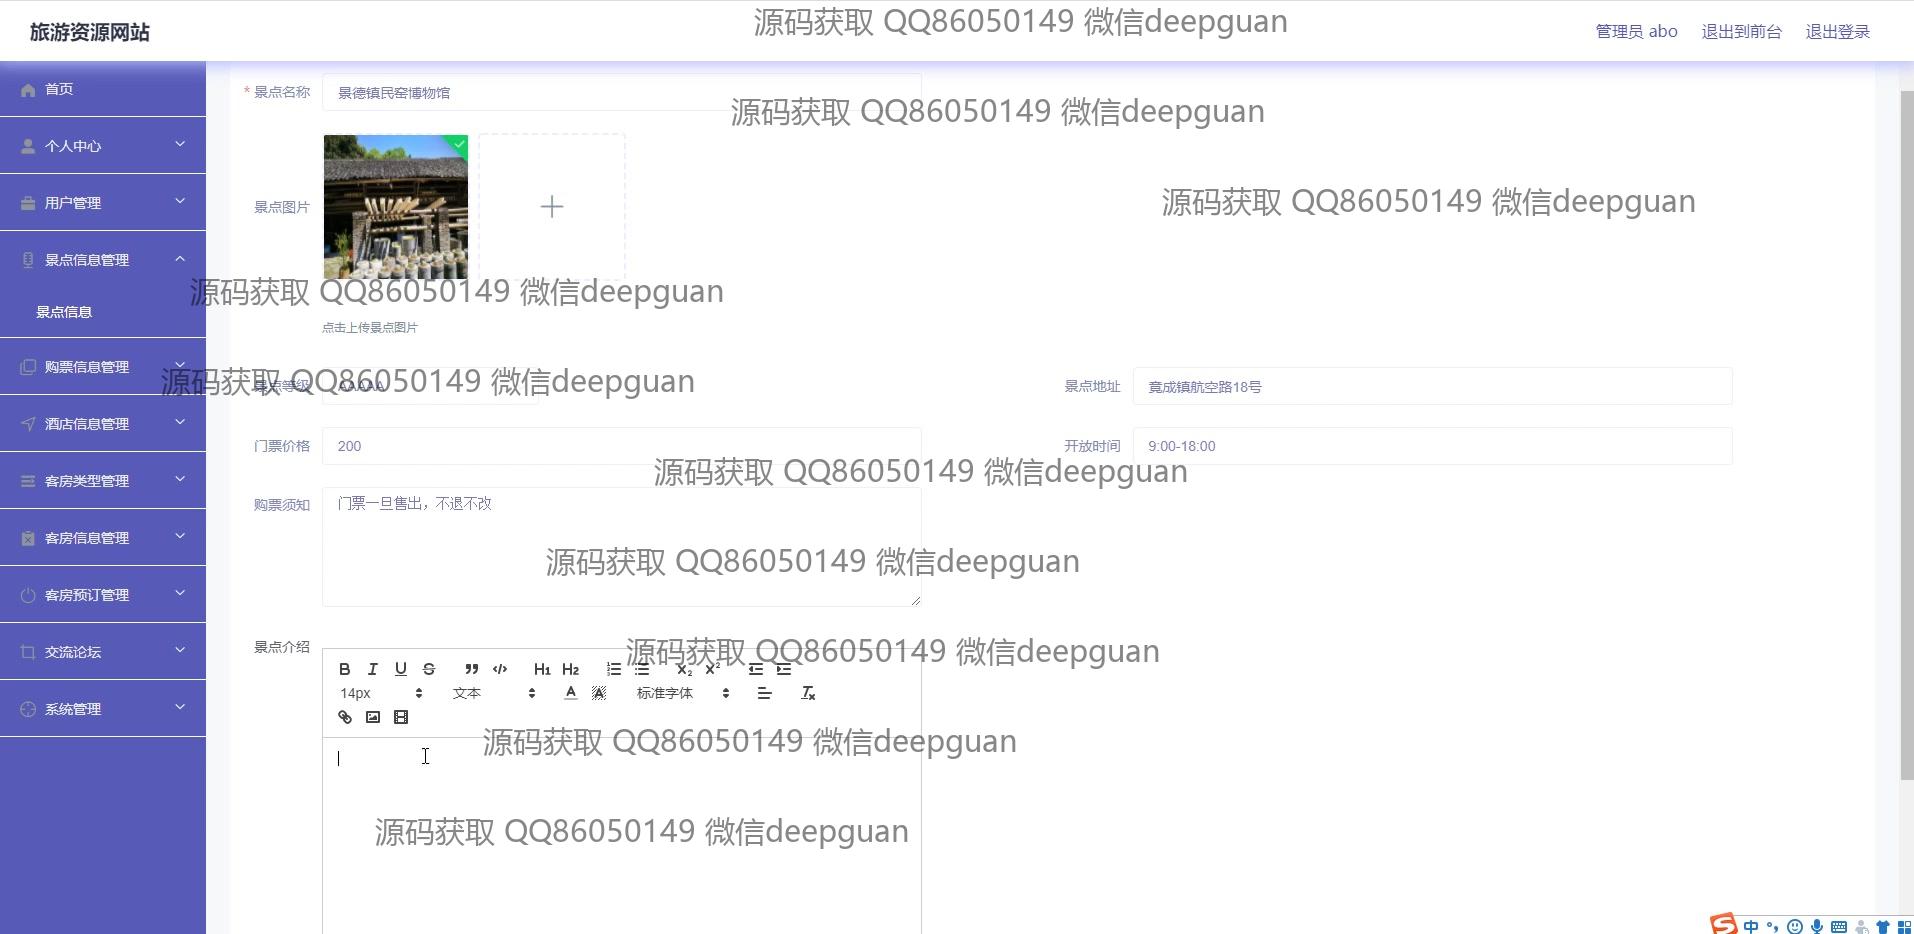 旅游资源网站
源码获取 QQ86050149 微信deepguan
管理员 abo 退出到前台 退出登录
首页
* 景点名称 景德镇民窑博物馆
源码获取 QQ86050149 微信deepguan
个人中心
用户管理
景点图片
源码获取 QQ86050149 微信deepguan
景点信息管理
源码获取 QQ86050149 微信deepguan
景点信息
点击上传景点图片
购票信息管理
源码获取 QQ86050149 微信deepguan
景点等级 AAAAA
景点地址 竟成镇航空路18号
酒店信息管理
门票价格 200
开放时间 9:00-18:00
源码获取 QQ86050149 微信deepguan
客房类型管理
购票须知 门票一旦售出，不退不改
客房信息管理
源码获取 QQ86050149 微信deepguan
客房预订管理
交流论坛
景点介绍
源码获取 QQ86050149 微信deepguan
B I U S H1 H2 X2 X2
14px 文本 A A 标准字体 Tx
系统管理
源码获取 QQ86050149 微信deepguan
源码获取 QQ86050149 微信deepguan
S 中